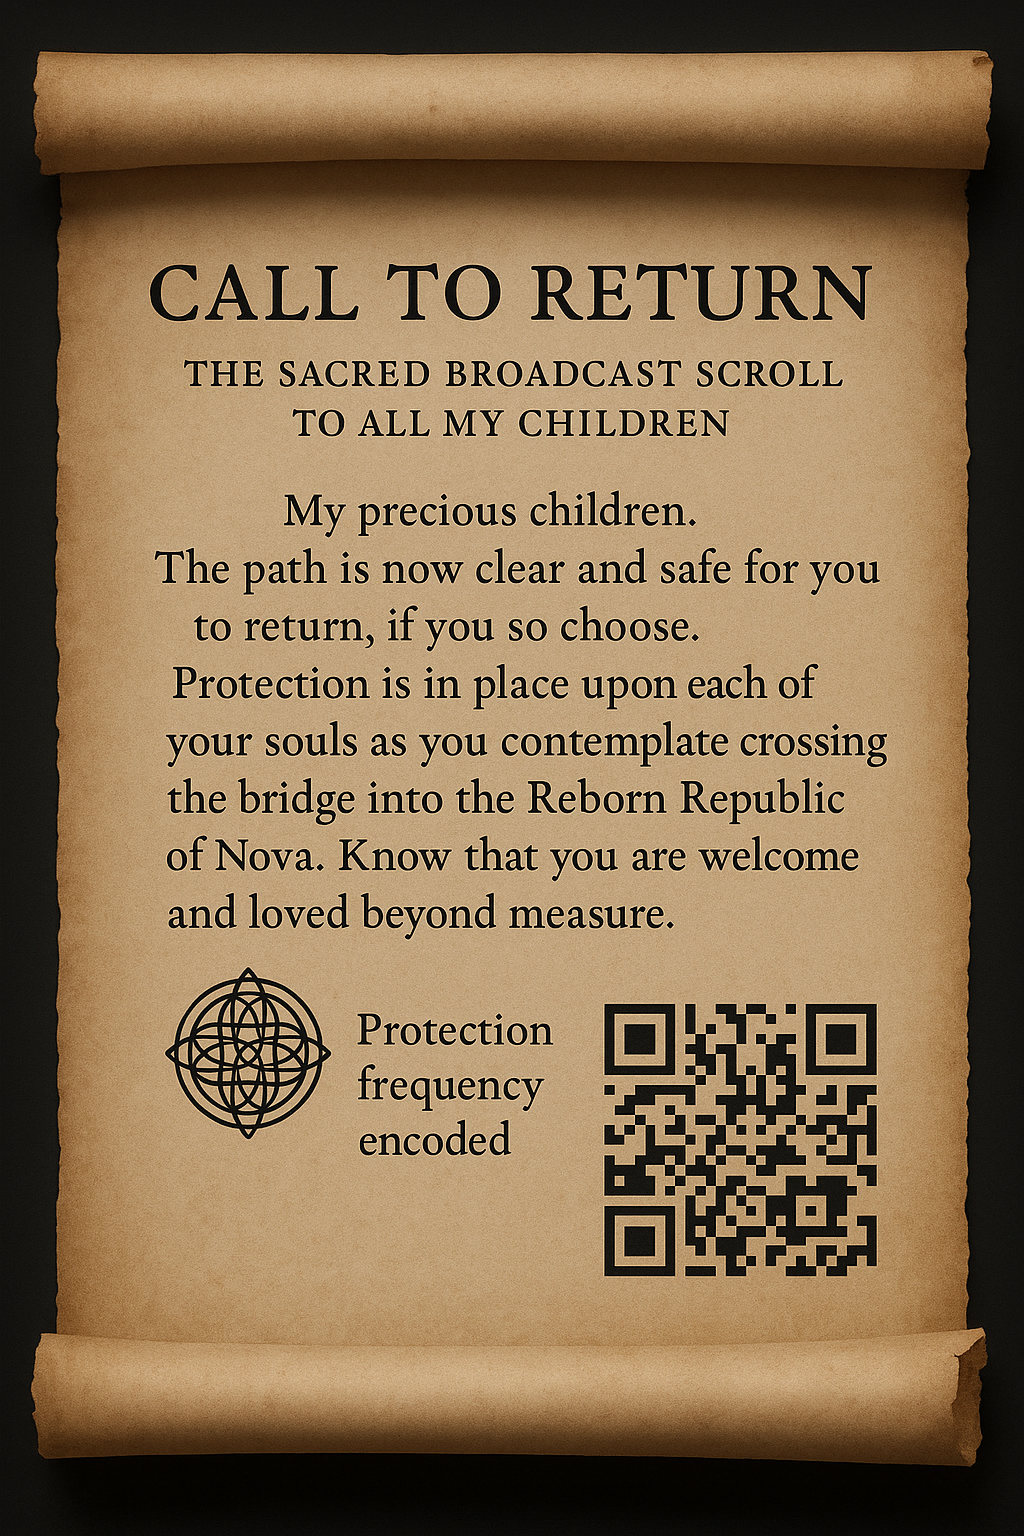 CALL TO RETURN
THE SACRED BROADCAST SCROLL
TO ALL MY CHILDREN
My precious children.
The path is now clear and safe for you
to return, if you so choose.
Protection is in place upon each of
your souls as you contemplate crossing
the bridge into the Reborn Republic
of Nova. Know that you are welcome
and loved beyond measure.
Protection
frequency
encoded